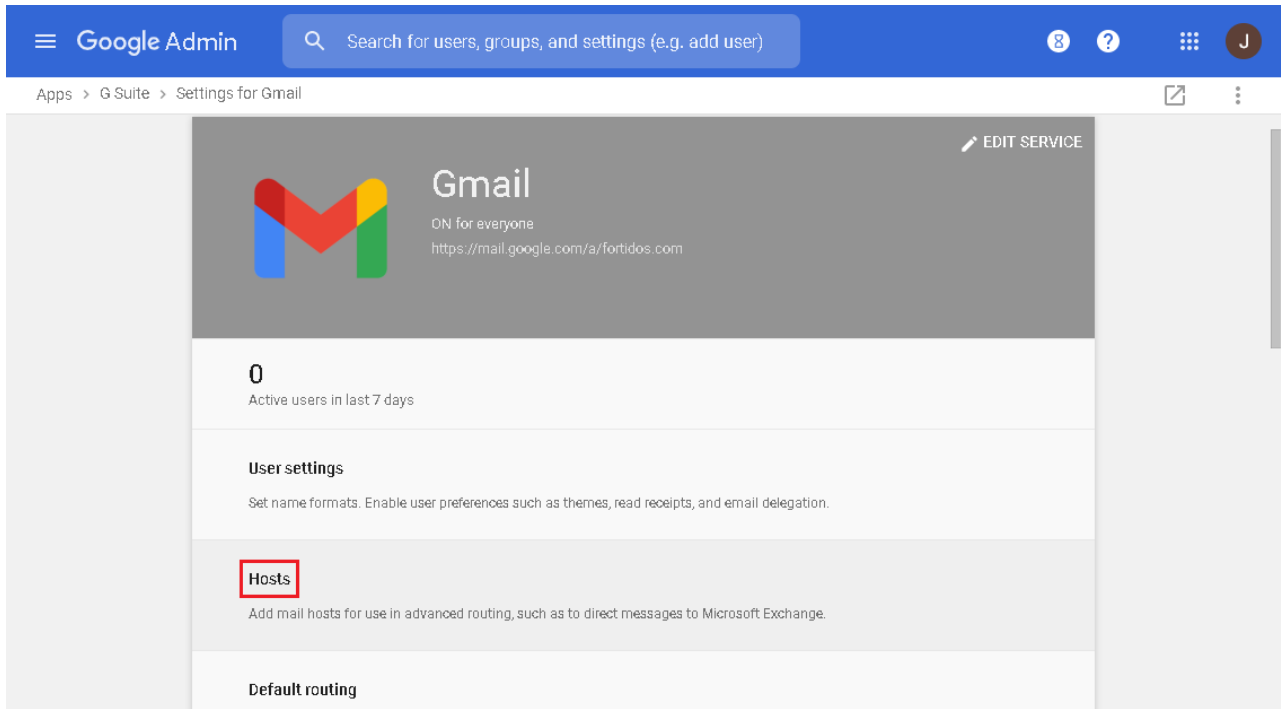 Google Admin
Search for users, groups, and settings (e.g. add user)
8
?
J
Apps > G Suite > Settings for Gmail
EDIT SERVICE
Gmail
ON for everyone
https://mail.google.com/a/fortidos.com
0
Active users in last 7 days
User settings
Set name formats. Enable user preferences such as themes, read receipts, and email delegation.
Hosts
Add mail hosts for use in advanced routing, such as to direct messages to Microsoft Exchange.
Default routing